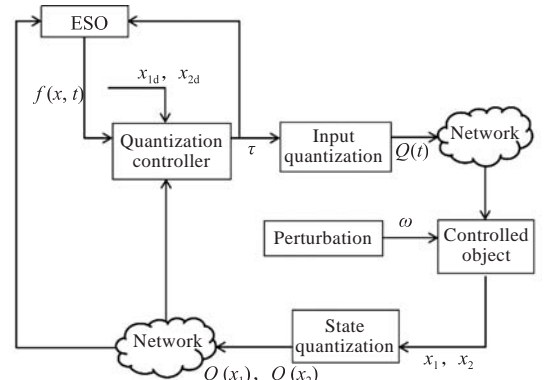 ESO
x1d, x2d
f(x, t)
Quantization
controller
τ
Input
quantization
Q(t)
Network
Perturbation
ω
Controlled
object
State
quantization
x1 x2
Network
Q(x1), Q(x2)